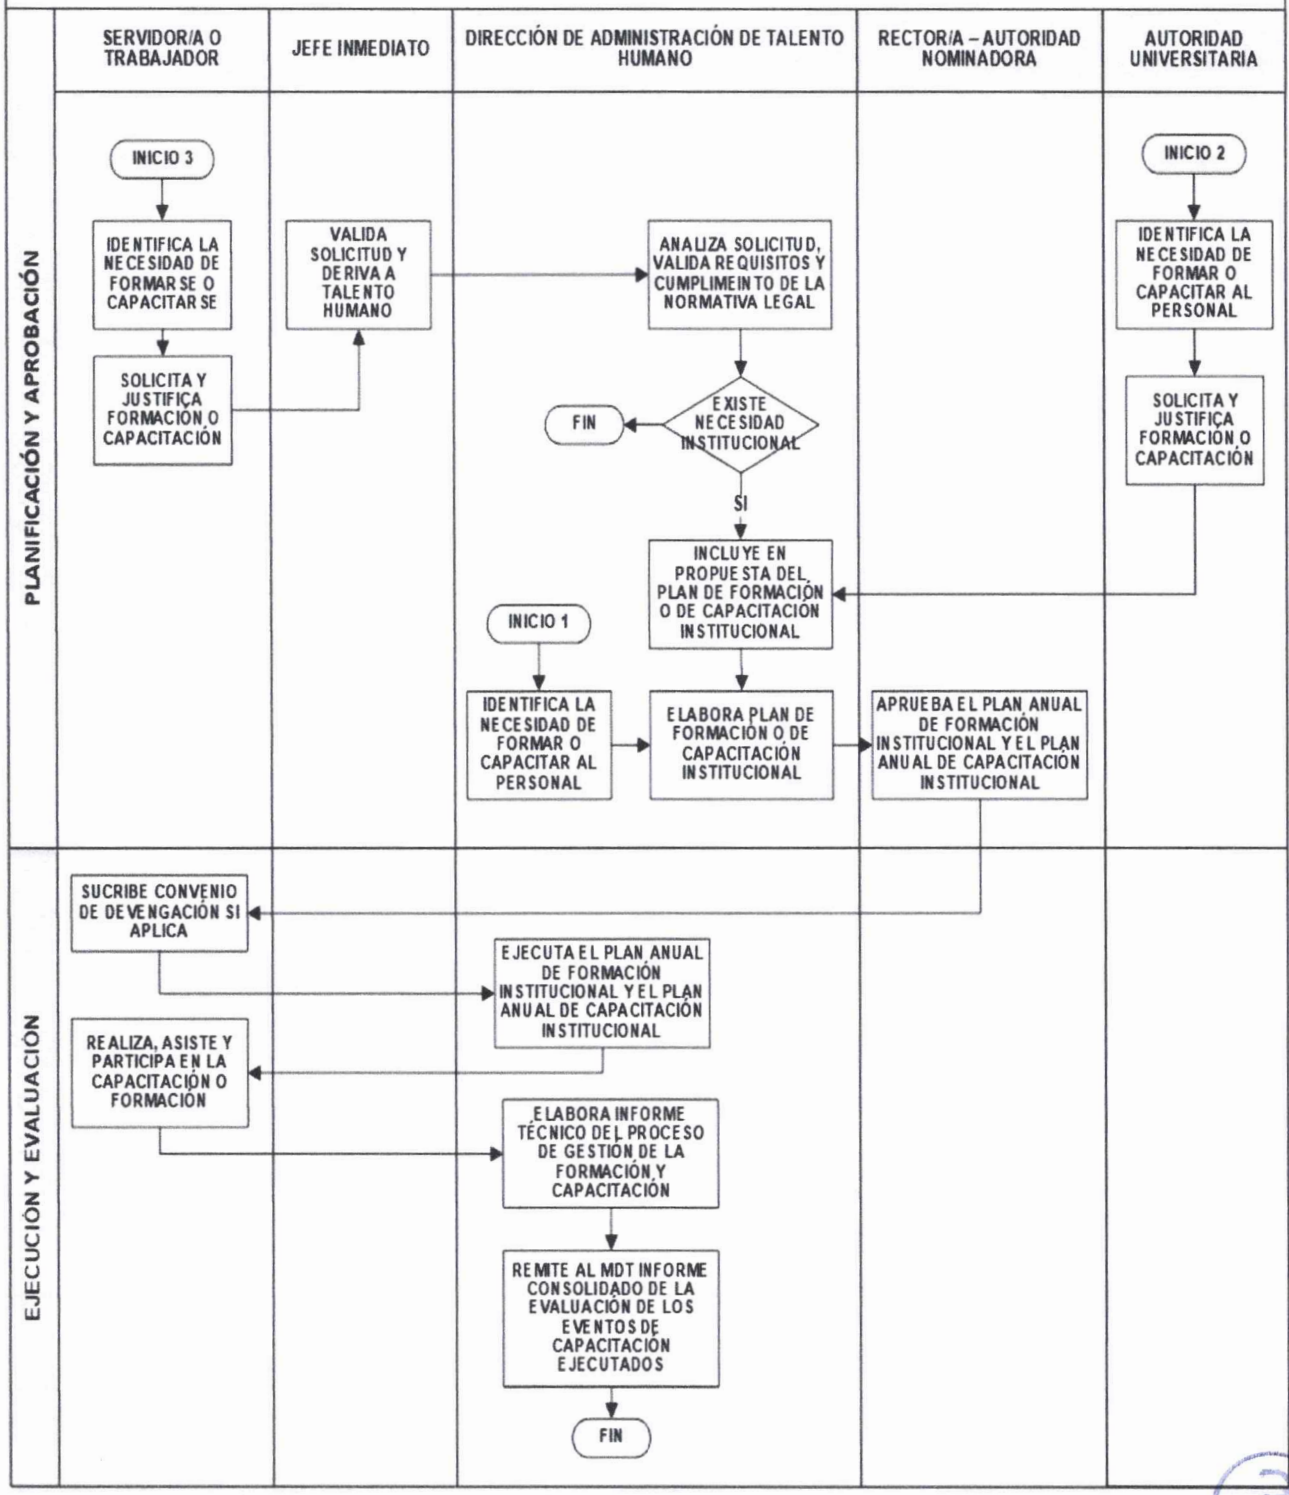 SERVIDOR/A O
TRABAJADOR
JEFE INMEDIATO
DIRECCIÓN DE ADMINISTRACIÓN DE TALENTO
HUMANO
RECTOR/A – AUTORIDAD
NOMINADORA
AUTORIDAD
UNIVERSITARIA
PLANIFICACIÓN Y APROBACIÓN
INICIO 3
IDENTIFICA LA
NECESIDAD DE
FORMARSE O
CAPACITARSE
SOLICITA Y
JUSTIFICA
FORMACIÓN O
CAPACITACIÓN
VALIDA
SOLICITUD Y
DERIVA A
TALENTO
HUMANO
ANALIZA SOLICITUD,
VALIDA REQUISITOS Y
CUMPLIMEINTO DE LA
NORMATIVA LEGAL
EXISTE
NECESIDAD
INSTITUCIONAL
FIN
SI
INCLUYE EN
PROPUESTA DEL
PLAN DE FORMACIÓN
O DE CAPACITACIÓN
INSTITUCIONAL
INICIO 1
IDENTIFICA LA
NECESIDAD DE
FORMAR O
CAPACITAR AL
PERSONAL
ELABORA PLAN DE
FORMACIÓN O DE
CAPACITACIÓN
INSTITUCIONAL
APRUEBA EL PLAN ANUAL
DE FORMACIÓN
INSTITUCIONAL Y EL PLAN
ANUAL DE CAPACITACIÓN
INSTITUCIONAL
INICIO 2
IDENTIFICA LA
NECESIDAD DE
FORMAR O
CAPACITAR AL
PERSONAL
SOLICITA Y
JUSTIFICA
FORMACIÓN O
CAPACITACIÓN
EJECUCIÓN Y EVALUACIÓN
SUCRIBE CONVENIO
DE DEVENGACIÓN SI
APLICA
EJECUTA EL PLAN ANUAL
DE FORMACIÓN
INSTITUCIONAL Y EL PLAN
ANUAL DE CAPACITACIÓN
INSTITUCIONAL
REALIZA, ASISTE Y
PARTICIPA EN LA
CAPACITACIÓN O
FORMACIÓN
ELABORA INFORME
TÉCNICO DEL PROCESO
DE GESTIÓN DE LA
FORMACIÓN Y
CAPACITACIÓN
REMITE AL MDT INFORME
CONSOLIDADO DE LA
EVALUACIÓN DE LOS
EVENTOS DE
CAPACITACIÓN
EJECUTADOS
FIN